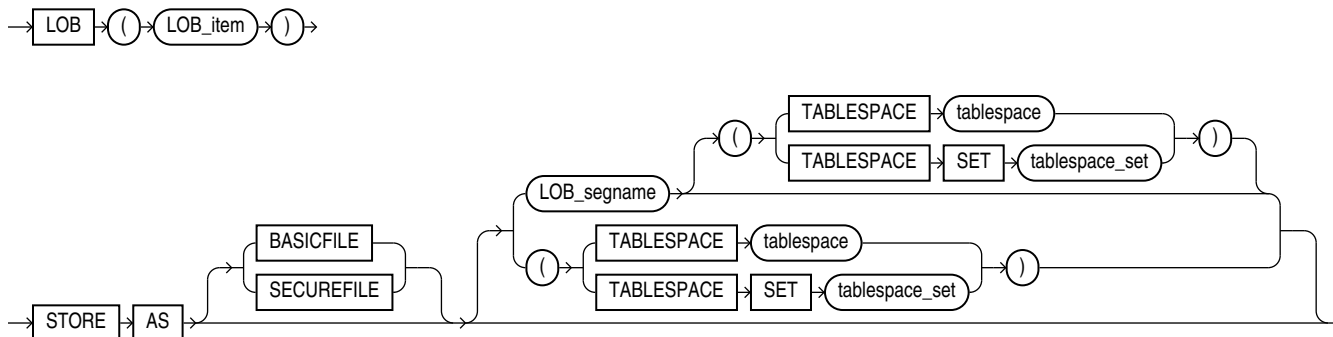 LOB ( LOB_item )
TABLESPACE tablespace
( )
TABLESPACE SET tablespace_set
LOB_segname
BASICFILE TABLESPACE tablespace
( )
SECUREFILE TABLESPACE SET tablespace_set
STORE AS